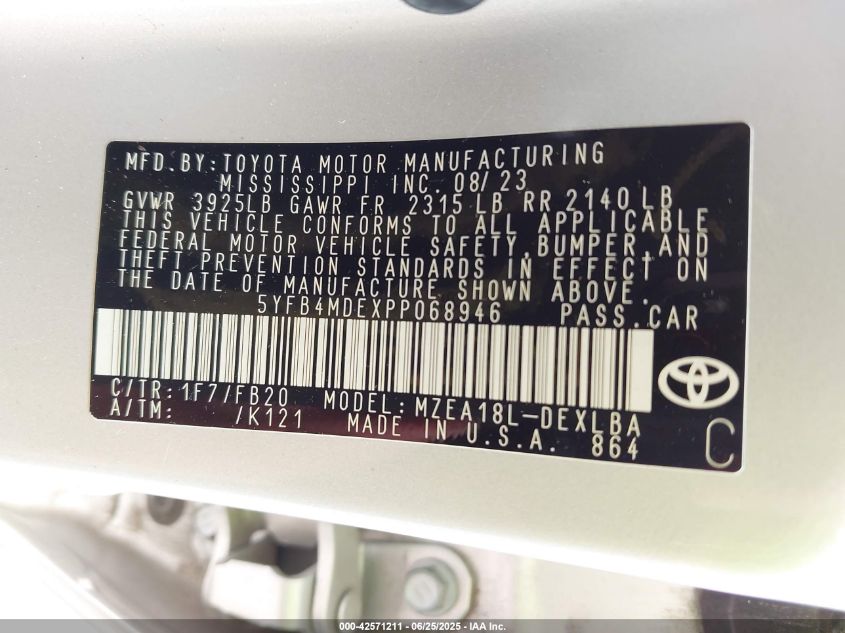 MFD.BY:TOYOTA MOTOR MANUFACTURING
MISSISSIPPI INC. 08/23
GVWR 3925LB GAWR FR 2315LB RR 2140LB
THIS VEHICLE CONFORMS TO ALL APPLICABLE
FEDERAL MOTOR VEHICLE SAFETY, BUMPER, AND
THEFT PREVENTION STANDARDS IN EFFECT ON
THE DATE OF MANUFACTURE SHOWN ABOVE.
5YFB4MDEXPP068946 PASS.CAR
C/TR: 1F7/FB20 MODEL: MZEA18L-DEXLBA
A/TM: /K121 MADE IN U.S.A. 864
C
000-42571211 - 06/25/2025 - IAA Inc.